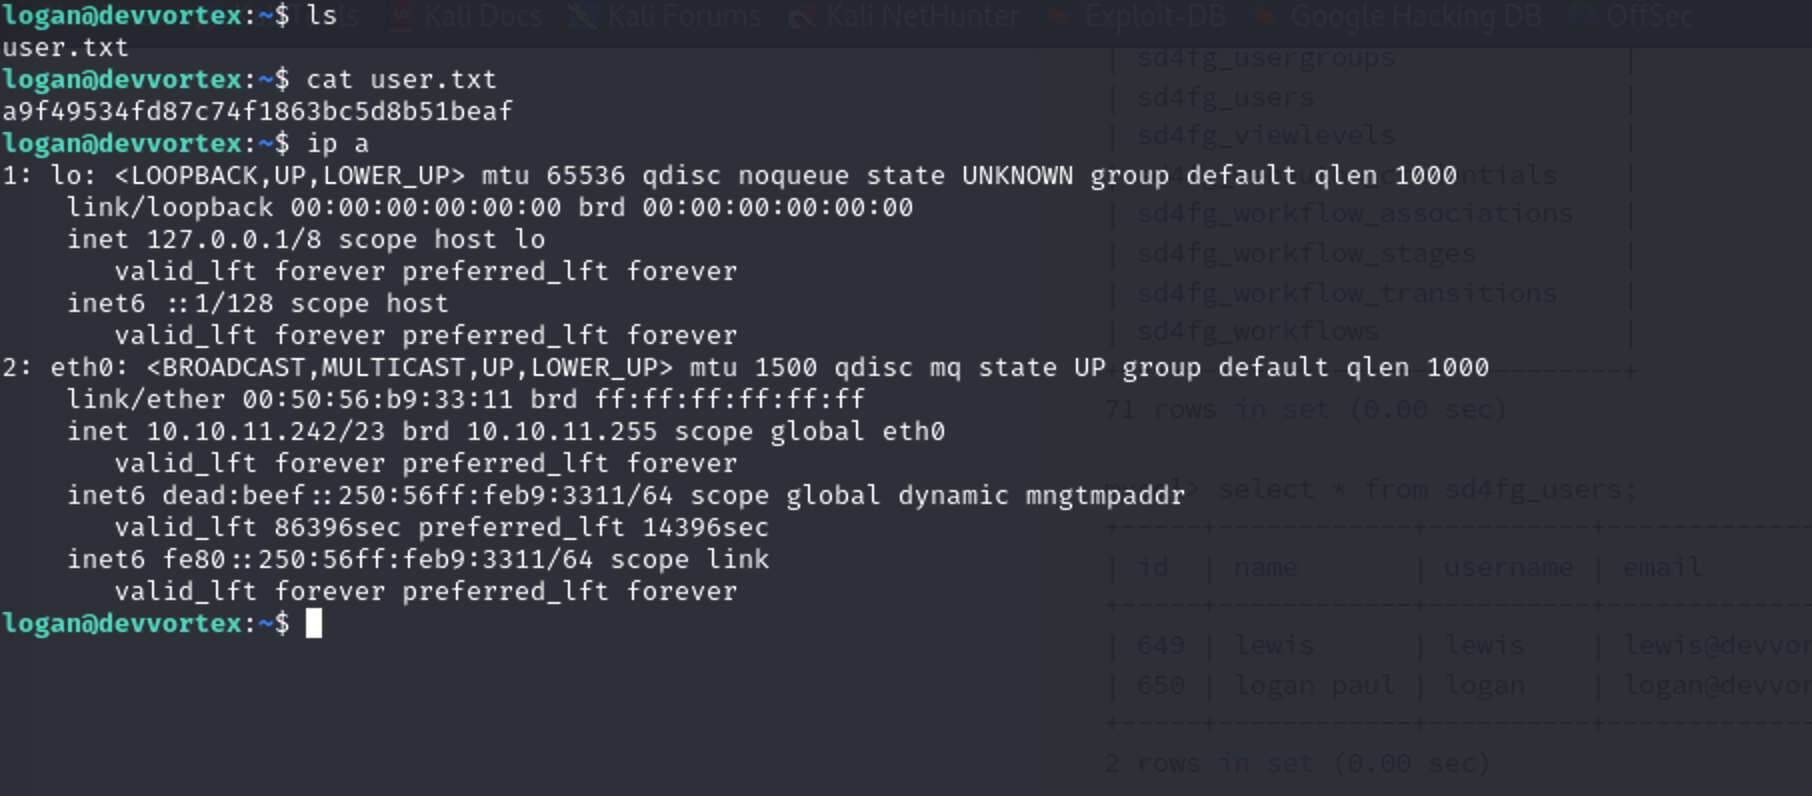 logan@devvortex:~$ ls
user.txt
logan@devvortex:~$ cat user.txt
a9f49534fd87c74f1863bc5d8b51beaf
logan@devvortex:~$ ip a
1: lo: <LOOPBACK,UP,LOWER_UP> mtu 65536 qdisc noqueue state UNKNOWN group default qlen 1000
    link/loopback 00:00:00:00:00:00 brd 00:00:00:00:00:00
    inet 127.0.0.1/8 scope host lo
       valid_lft forever preferred_lft forever
    inet6 ::1/128 scope host
       valid_lft forever preferred_lft forever
2: eth0: <BROADCAST,MULTICAST,UP,LOWER_UP> mtu 1500 qdisc mq state UP group default qlen 1000
    link/ether 00:50:56:b9:33:11 brd ff:ff:ff:ff:ff:ff
    inet 10.10.11.242/23 brd 10.10.11.255 scope global eth0
       valid_lft forever preferred_lft forever
    inet6 dead:beef::250:56ff:feb9:3311/64 scope global dynamic mngtmpaddr
       valid_lft 86396sec preferred_lft 14396sec
    inet6 fe80::250:56ff:feb9:3311/64 scope link
       valid_lft forever preferred_lft forever
logan@devvortex:~$
Kali Docs Kali Forums Kali NetHunter Exploit-DB Google Hacking DB OffSec
| sd4fg_usergroups |
| sd4fg_users |
| sd4fg_viewlevels |
| sd4fg_workflow_associations |
| sd4fg_workflow_stages |
| sd4fg_workflow_transitions |
| sd4fg_workflows |
71 rows in set (0.00 sec)
> select * from sd4fg_users;
| id | name | username | email
| 649 | lewis | lewis | lewis@devvor
| 650 | logan paul | logan | logan@devvor
2 rows in set (0.00 sec)